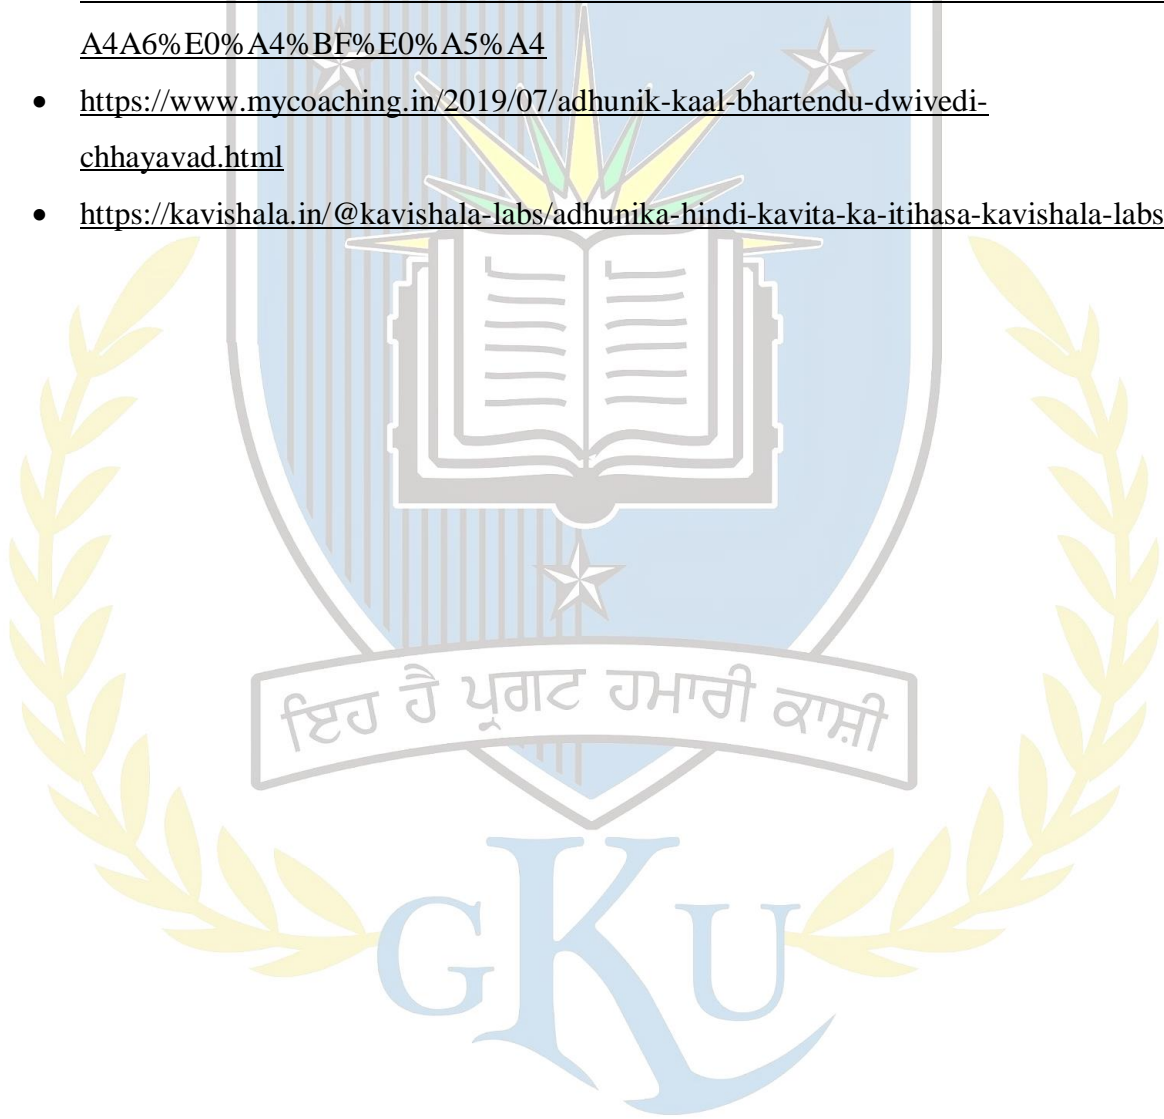 A4A6%E0%A4%BF%E0%A5%A4
• https://www.mycoaching.in/2019/07/adhunik-kaal-bhartendu-dwivedi-
chhayavad.html
• https://kavishala.in/@kavishala-labs/adhunika-hindi-kavita-ka-itihasa-kavishala-labs
ਇਹ ਹੈ ਪ੍ਰਗਟ ਹਮਾਰੀ ਕਾਸ਼ੀ
GKU